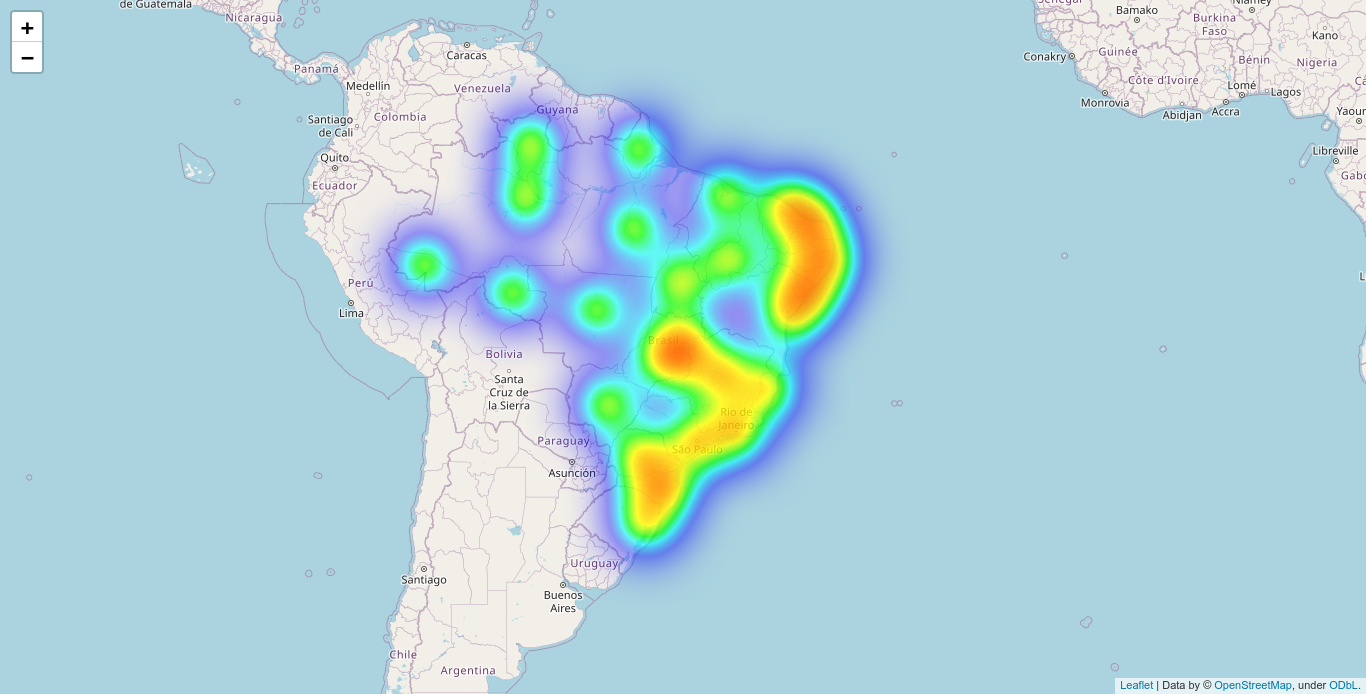 de Guatemala
Nicaragua
+
−
Panamá
Caracas
Medellín
Venezuela
Colombia
Guyana
Santiago
de Cali
Quito
Ecuador
Perú
Lima
Brasil
Bolivia
Santa
Cruz de
la Sierra
Rio de
Janeiro
São Paulo
Paraguay
Asunción
Uruguay
Santiago
Buenos
Aires
Chile
Argentina
Senegal
Bamako
Niamey
Burkina
Faso
Kano
Conakry
Guinée
Bénin
Nigeria
Côte d'Ivoire
Lomé
Lagos
Monrovia
Accra
Abidjan
Libreville
Leaflet | Data by © OpenStreetMap, under ODbL.